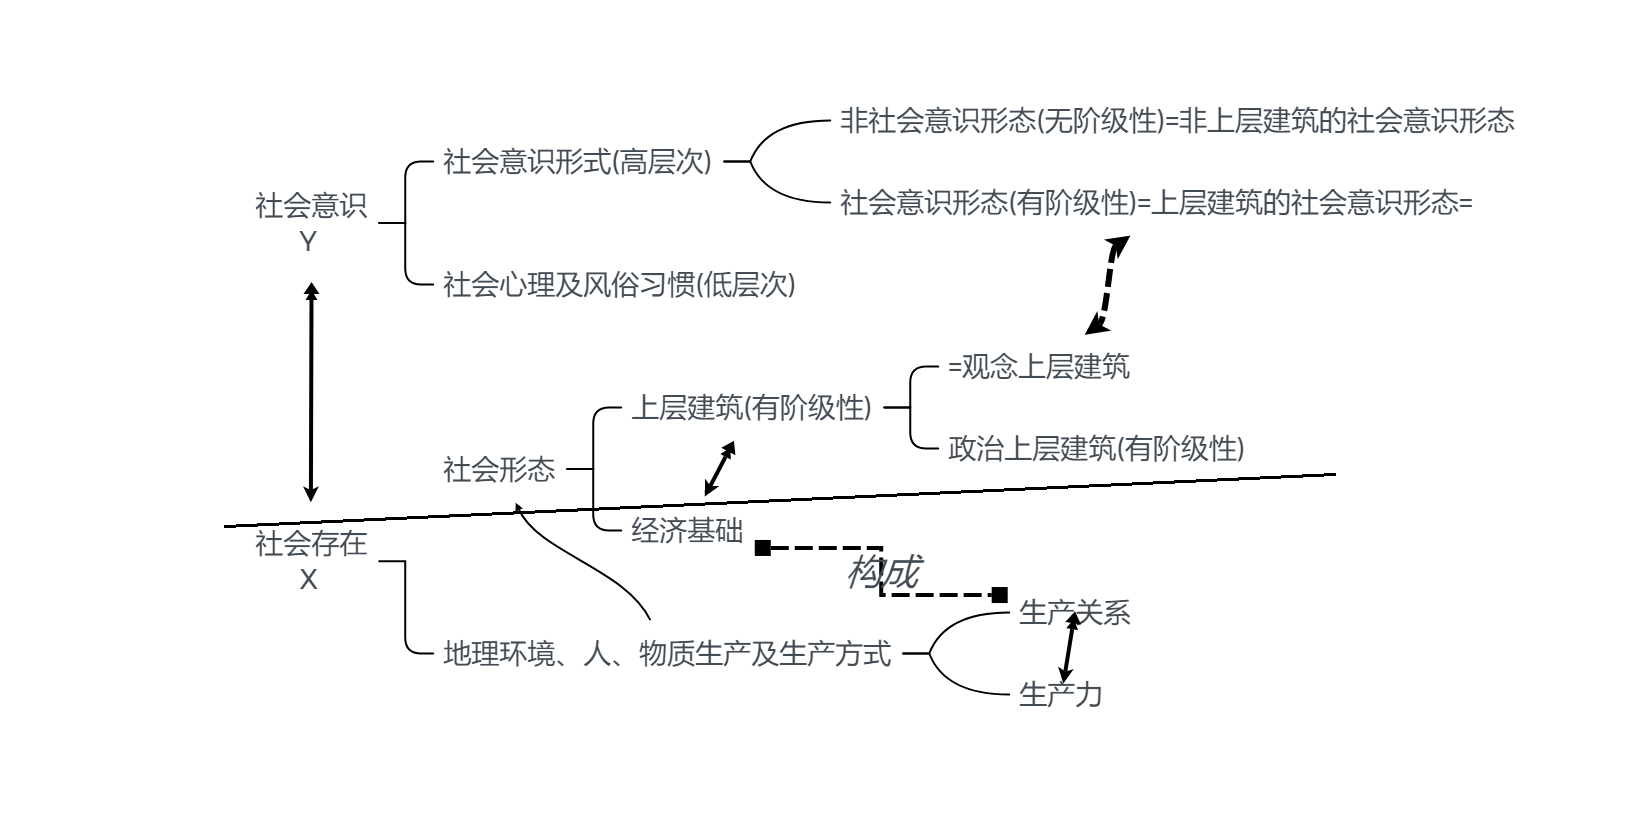 非社会意识形态(无阶级性)=非上层建筑的社会意识形态
社会意识形式(高层次)
社会意识形态(有阶级性)=上层建筑的社会意识形态=
社会意识
Y
社会心理及风俗习惯(低层次)
=观念上层建筑
上层建筑(有阶级性)
政治上层建筑(有阶级性)
社会形态
经济基础
社会存在
X
构成
生产关系
地理环境、人、物质生产及生产方式
生产力